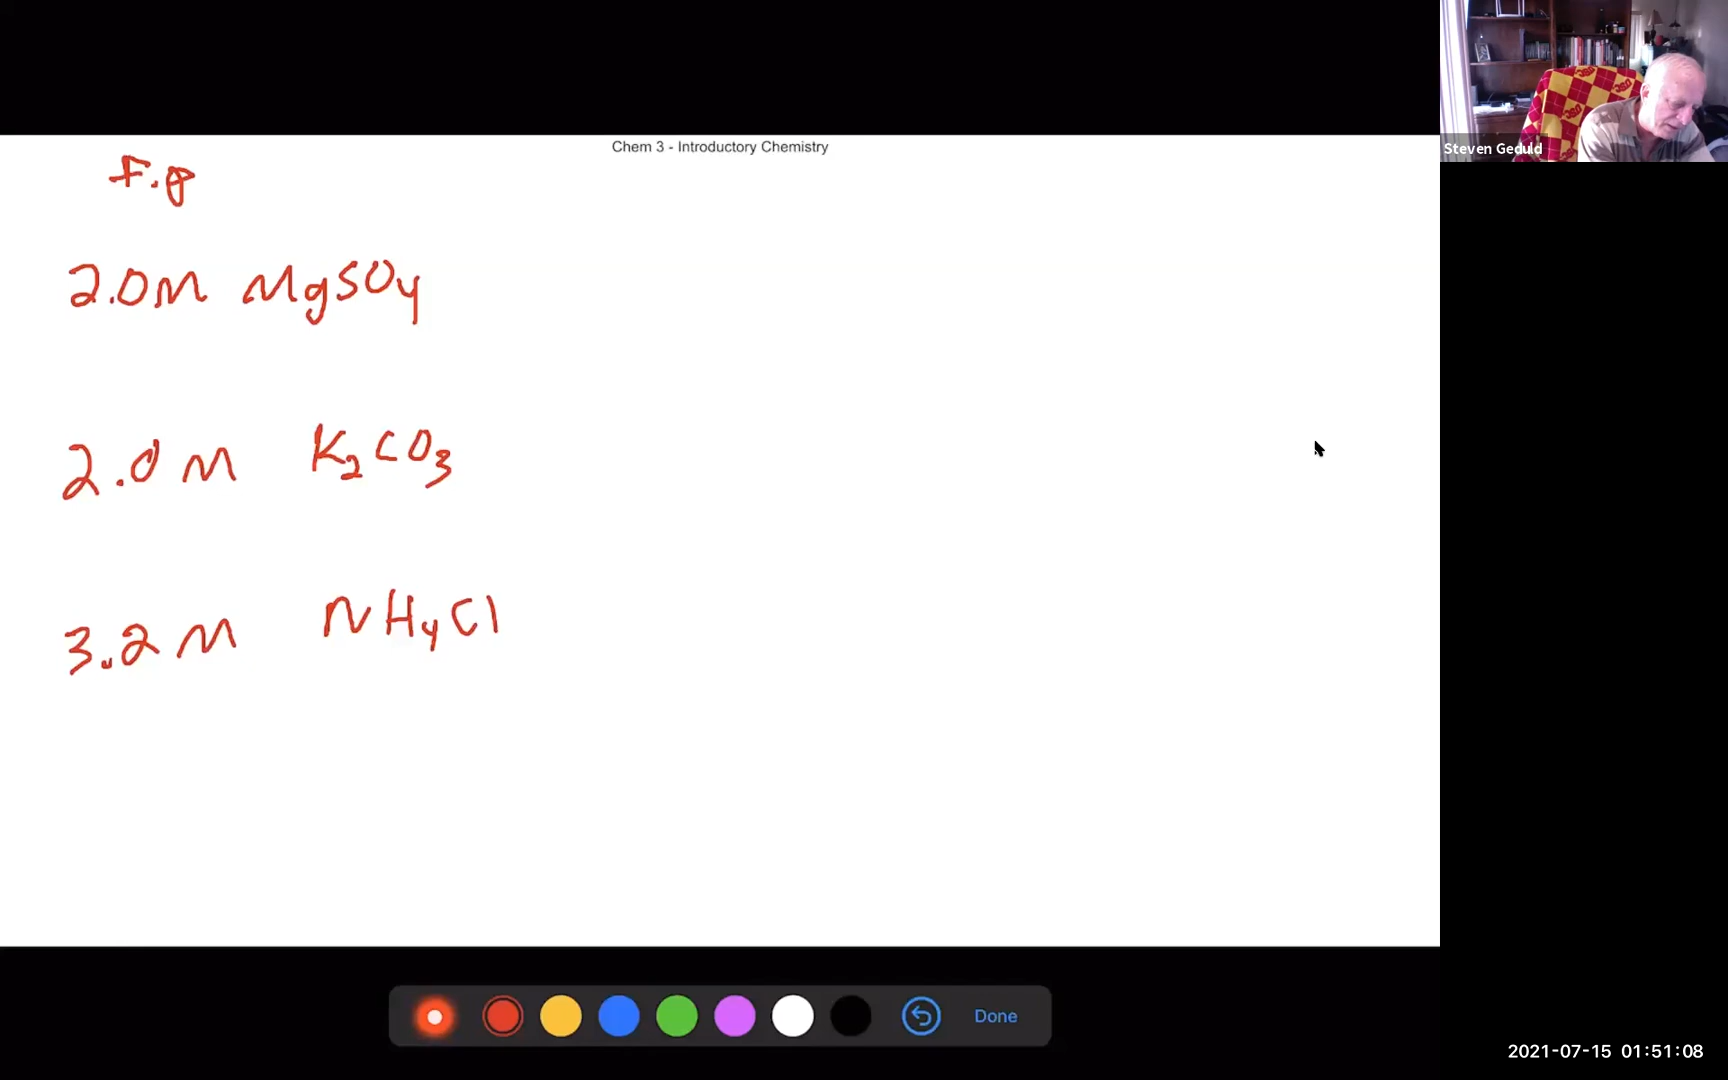 Chem 3 - Introductory Chemistry
Steven Geduld
F.p
2.0M MgSO4
2.0 M K2CO3
3.2 M NH4Cl
Done
2021-07-15 01:51:08